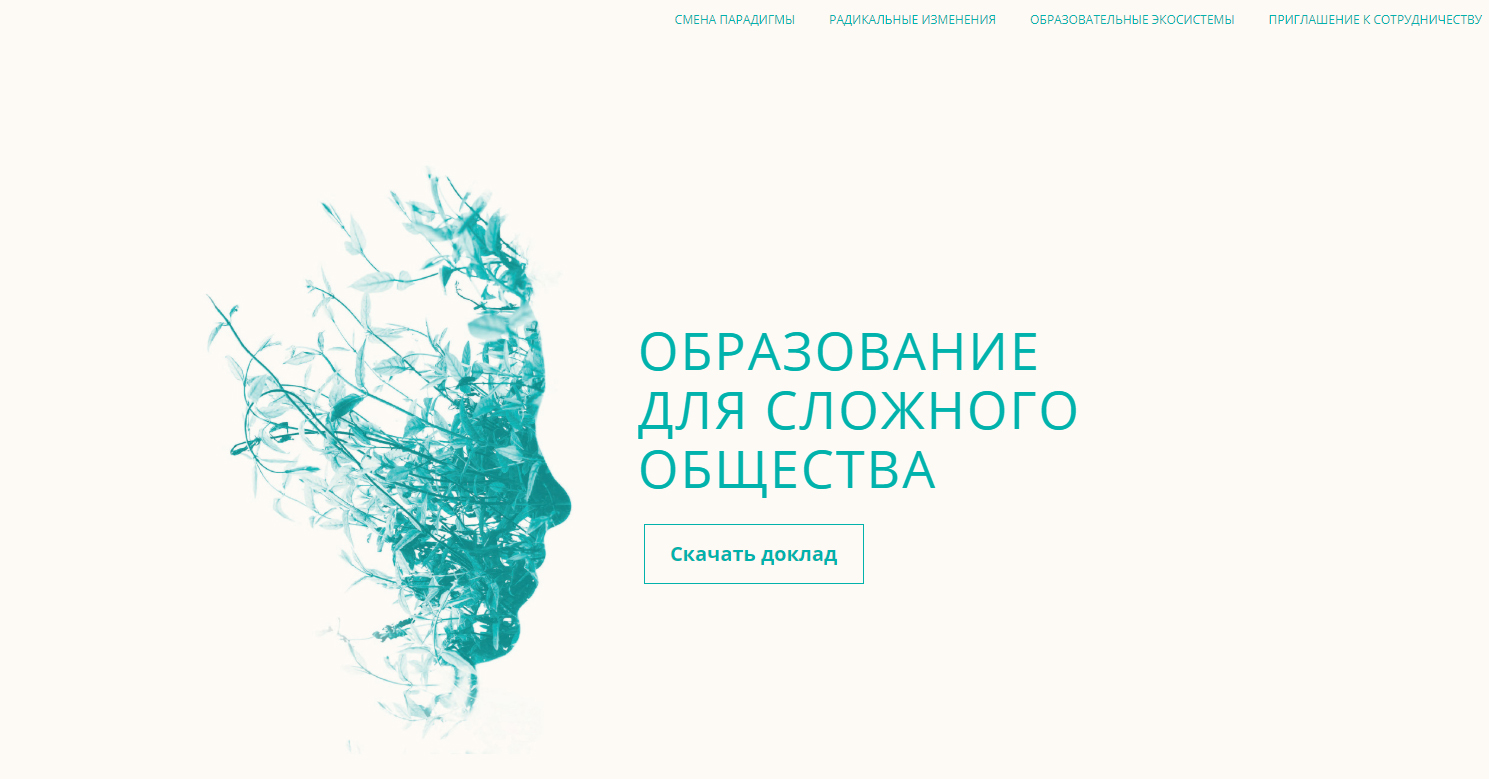 СМЕНА ПАРАДИГМЫ РАДИКАЛЬНЫЕ ИЗМЕНЕНИЯ ОБРАЗОВАТЕЛЬНЫЕ ЭКОСИСТЕМЫ ПРИГЛАШЕНИЕ К СОТРУДНИЧЕСТВУ
ОБРАЗОВАНИЕ
ДЛЯ СЛОЖНОГО
ОБЩЕСТВА
Скачать доклад